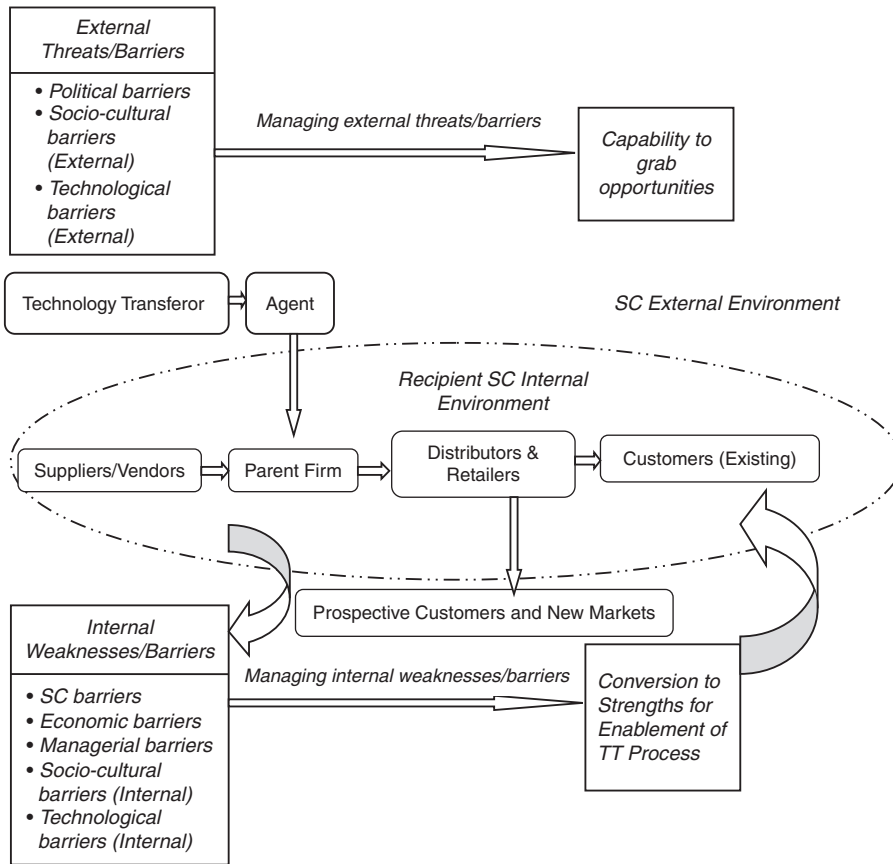 External
Threats/Barriers
• Political barriers
• Socio-cultural
barriers
(External)
• Technological
barriers
(External)
Managing external threats/barriers
Capability to
grab
opportunities
Technology Transferor
Agent
SC External Environment
Recipient SC Internal
Environment
Suppliers/Vendors
Parent Firm
Distributors &
Retailers
Customers (Existing)
Prospective Customers and New Markets
Internal
Weaknesses/Barriers
• SC barriers
• Economic barriers
• Managerial barriers
• Socio-cultural
barriers (Internal)
• Technological
barriers (Internal)
Managing internal weaknesses/barriers
Conversion to
Strengths for
Enablement of
TT Process